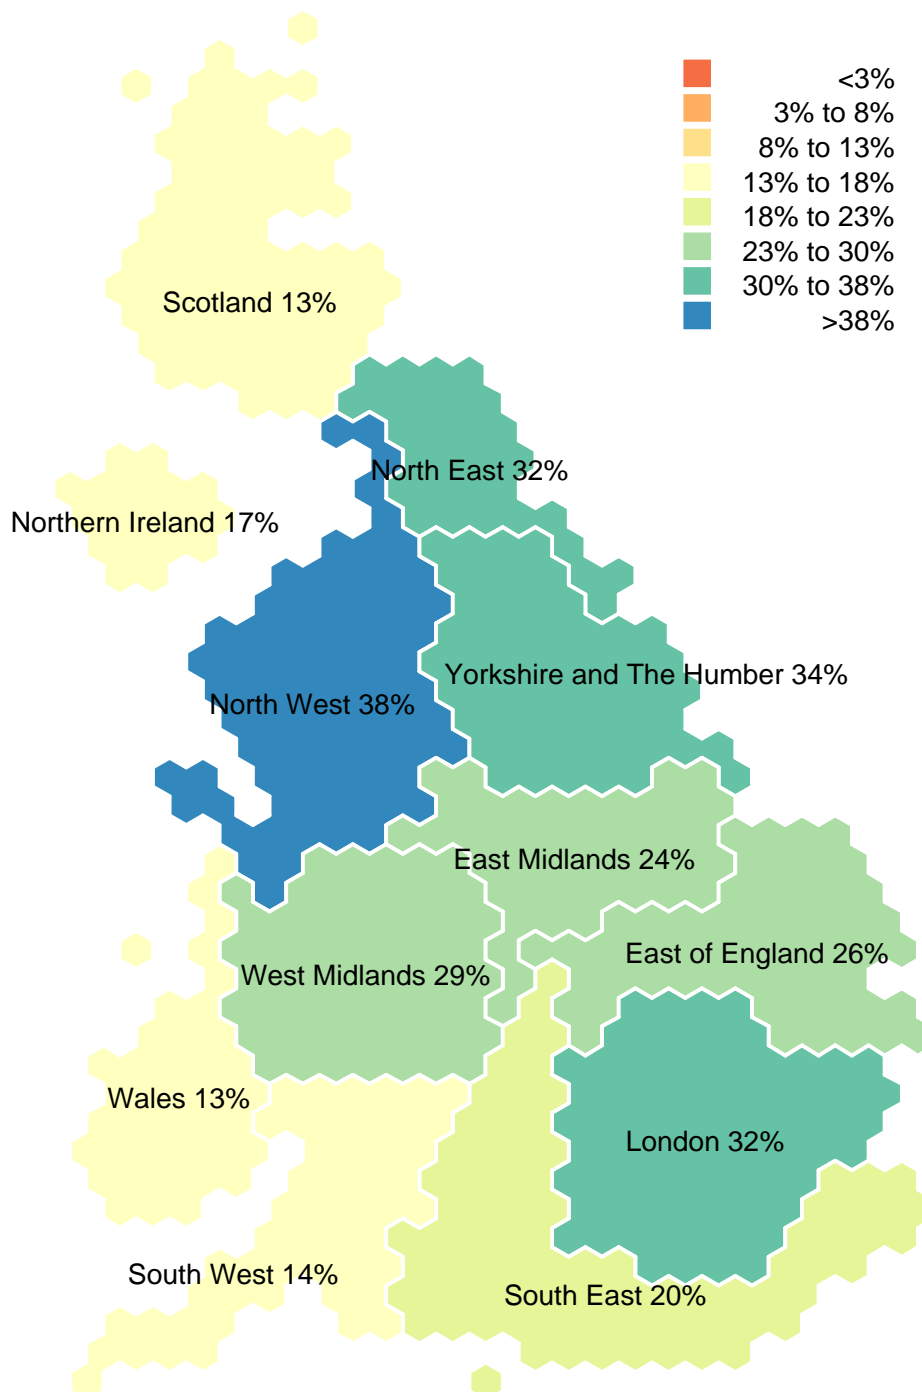 <3%
3% to 8%
8% to 13%
13% to 18%
18% to 23%
23% to 30%
30% to 38%
>38%
Scotland 13%
North East 32%
Northern Ireland 17%
Yorkshire and The Humber 34%
North West 38%
East Midlands 24%
East of England 26%
West Midlands 29%
Wales 13%
London 32%
South West 14%
South East 20%